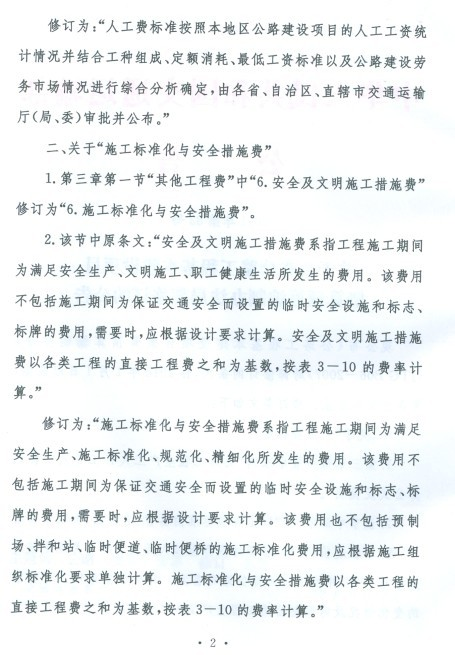 修订为:“人工费标准按照本地区公路建设项目的人工工资统
计情况并结合工种组成、定额消耗、最低工资标准以及公路建设劳
务市场情况进行综合分析确定,由各省、自治区、直辖市交通运输
厅(局、委)审批并公布。”
二、关于“施工标准化与安全措施费”
1.第三章第一节“其他工程费”中“6.安全及文明施工措施费”
修订为“6.施工标准化与安全措施费”。
2.该节中原条文:“安全及文明施工措施费系指工程施工期间
为满足安全生产、文明施工、职工健康生活所发生的费用。该费用
不包括施工期间为保证交通安全而设置的临时安全设施和标志、
标牌的费用,需要时,应根据设计要求计算。安全及文明施工措施
费以各类工程的直接工程费之和为基数,按表3—10的费率计
算。”
修订为:“施工标准化与安全措施费系指工程施工期间为满足
安全生产、施工标准化、规范化、精细化所发生的费用。该费用不
包括施工期间为保证交通安全而设置的临时安全设施和标志、标
牌的费用,需要时,应根据设计要求计算。该费用也不包括预制
场、拌和站、临时便道、临时便桥的施工标准化费用,应根据施工组
织标准化要求单独计算。施工标准化与安全措施费以各类工程的
直接工程费之和为基数,按表3—10的费率计算。”
· 2 ·